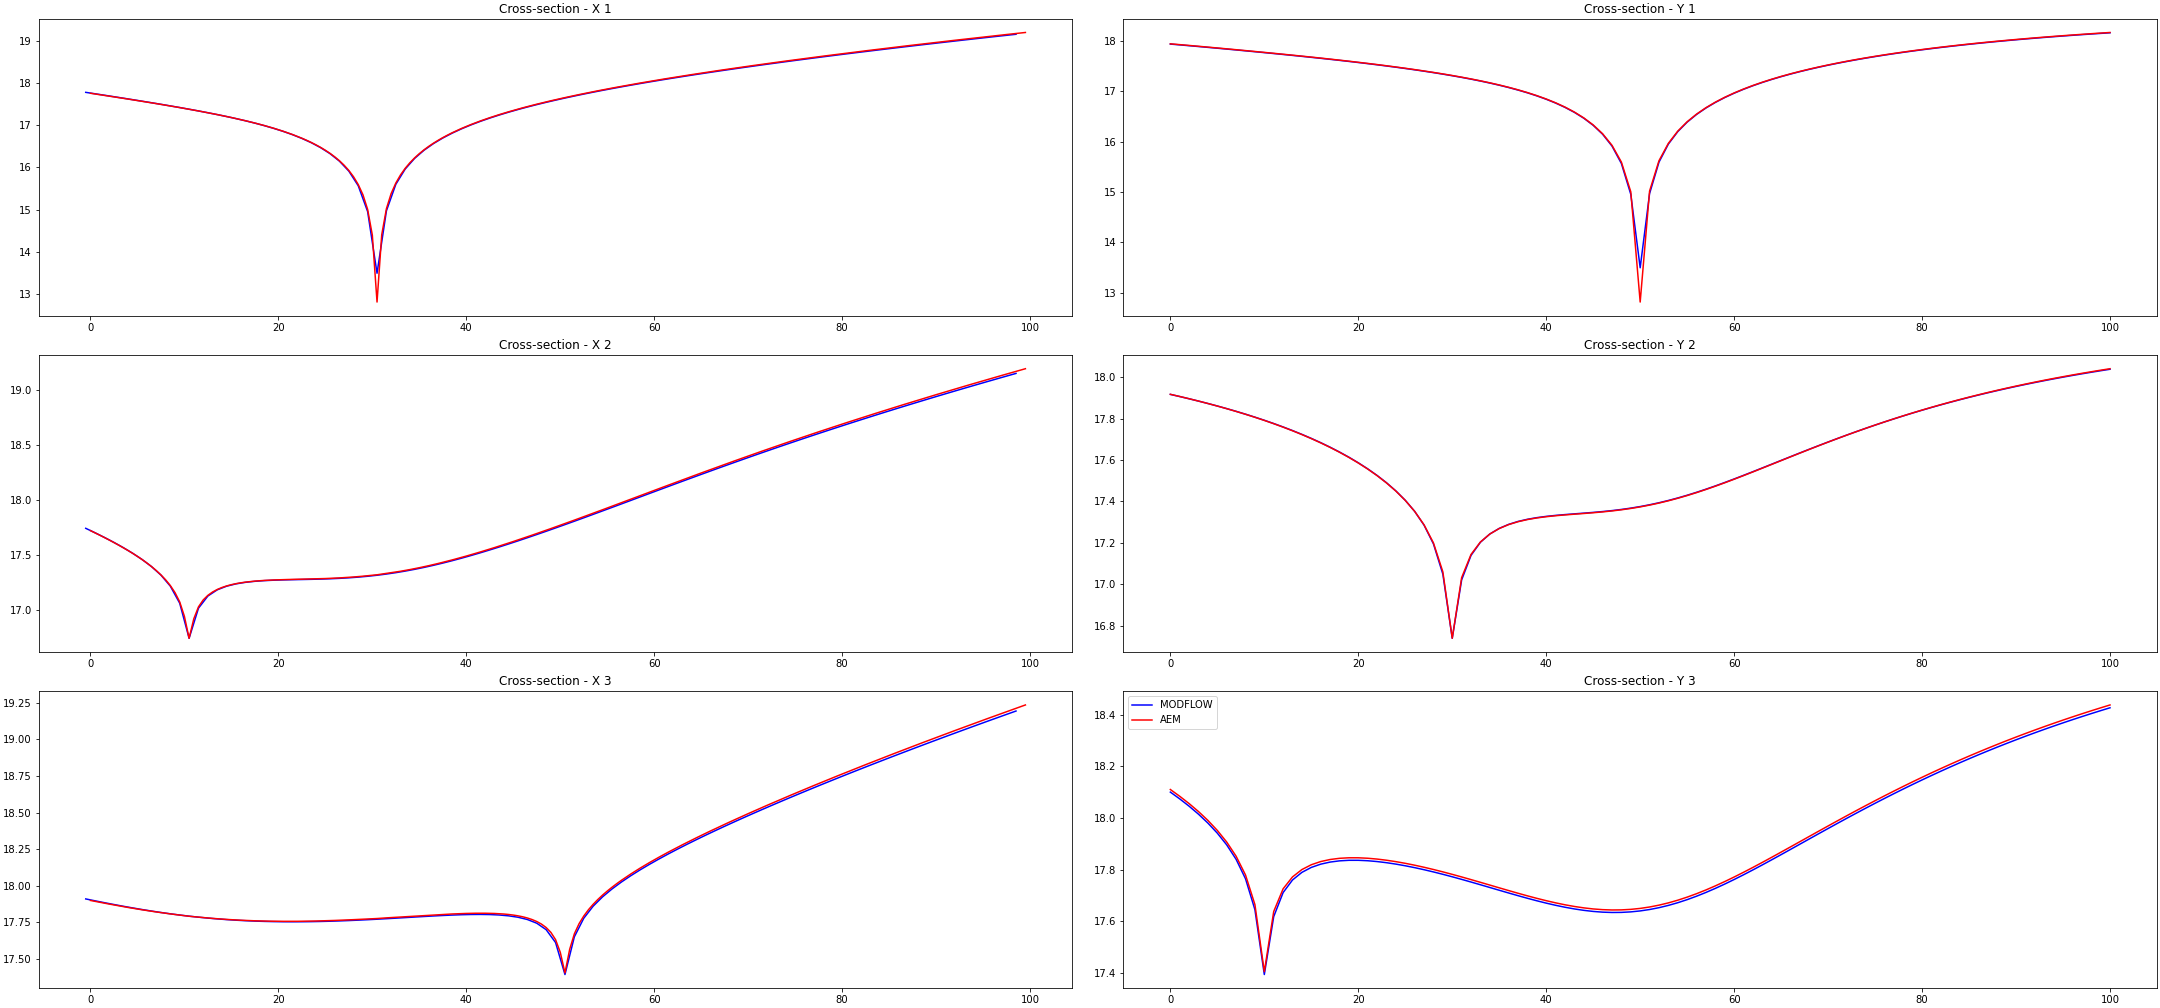 Cross-section - X 1
19
18
17
16
15
14
13
0 20 40 60 80 100
Cross-section - Y 1
18
17
16
15
14
13
0 20 40 60 80 100
Cross-section - X 2
19.0
18.5
18.0
17.5
17.0
0 20 40 60 80 100
Cross-section - Y 2
18.0
17.8
17.6
17.4
17.2
17.0
16.8
0 20 40 60 80 100
Cross-section - X 3
19.25
19.00
18.75
18.50
18.25
18.00
17.75
17.50
0 20 40 60 80 100
Cross-section - Y 3
MODFLOW
AEM
18.4
18.2
18.0
17.8
17.6
17.4
0 20 40 60 80 100